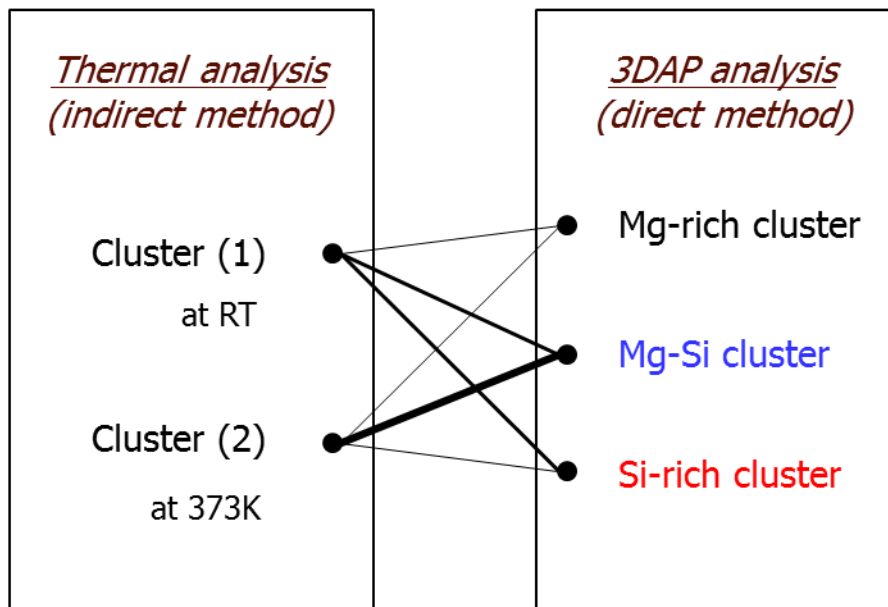 Thermal analysis
(indirect method)
Cluster (1)
at RT
Cluster (2)
at 373K
3DAP analysis
(direct method)
Mg-rich cluster
Mg-Si cluster
Si-rich cluster